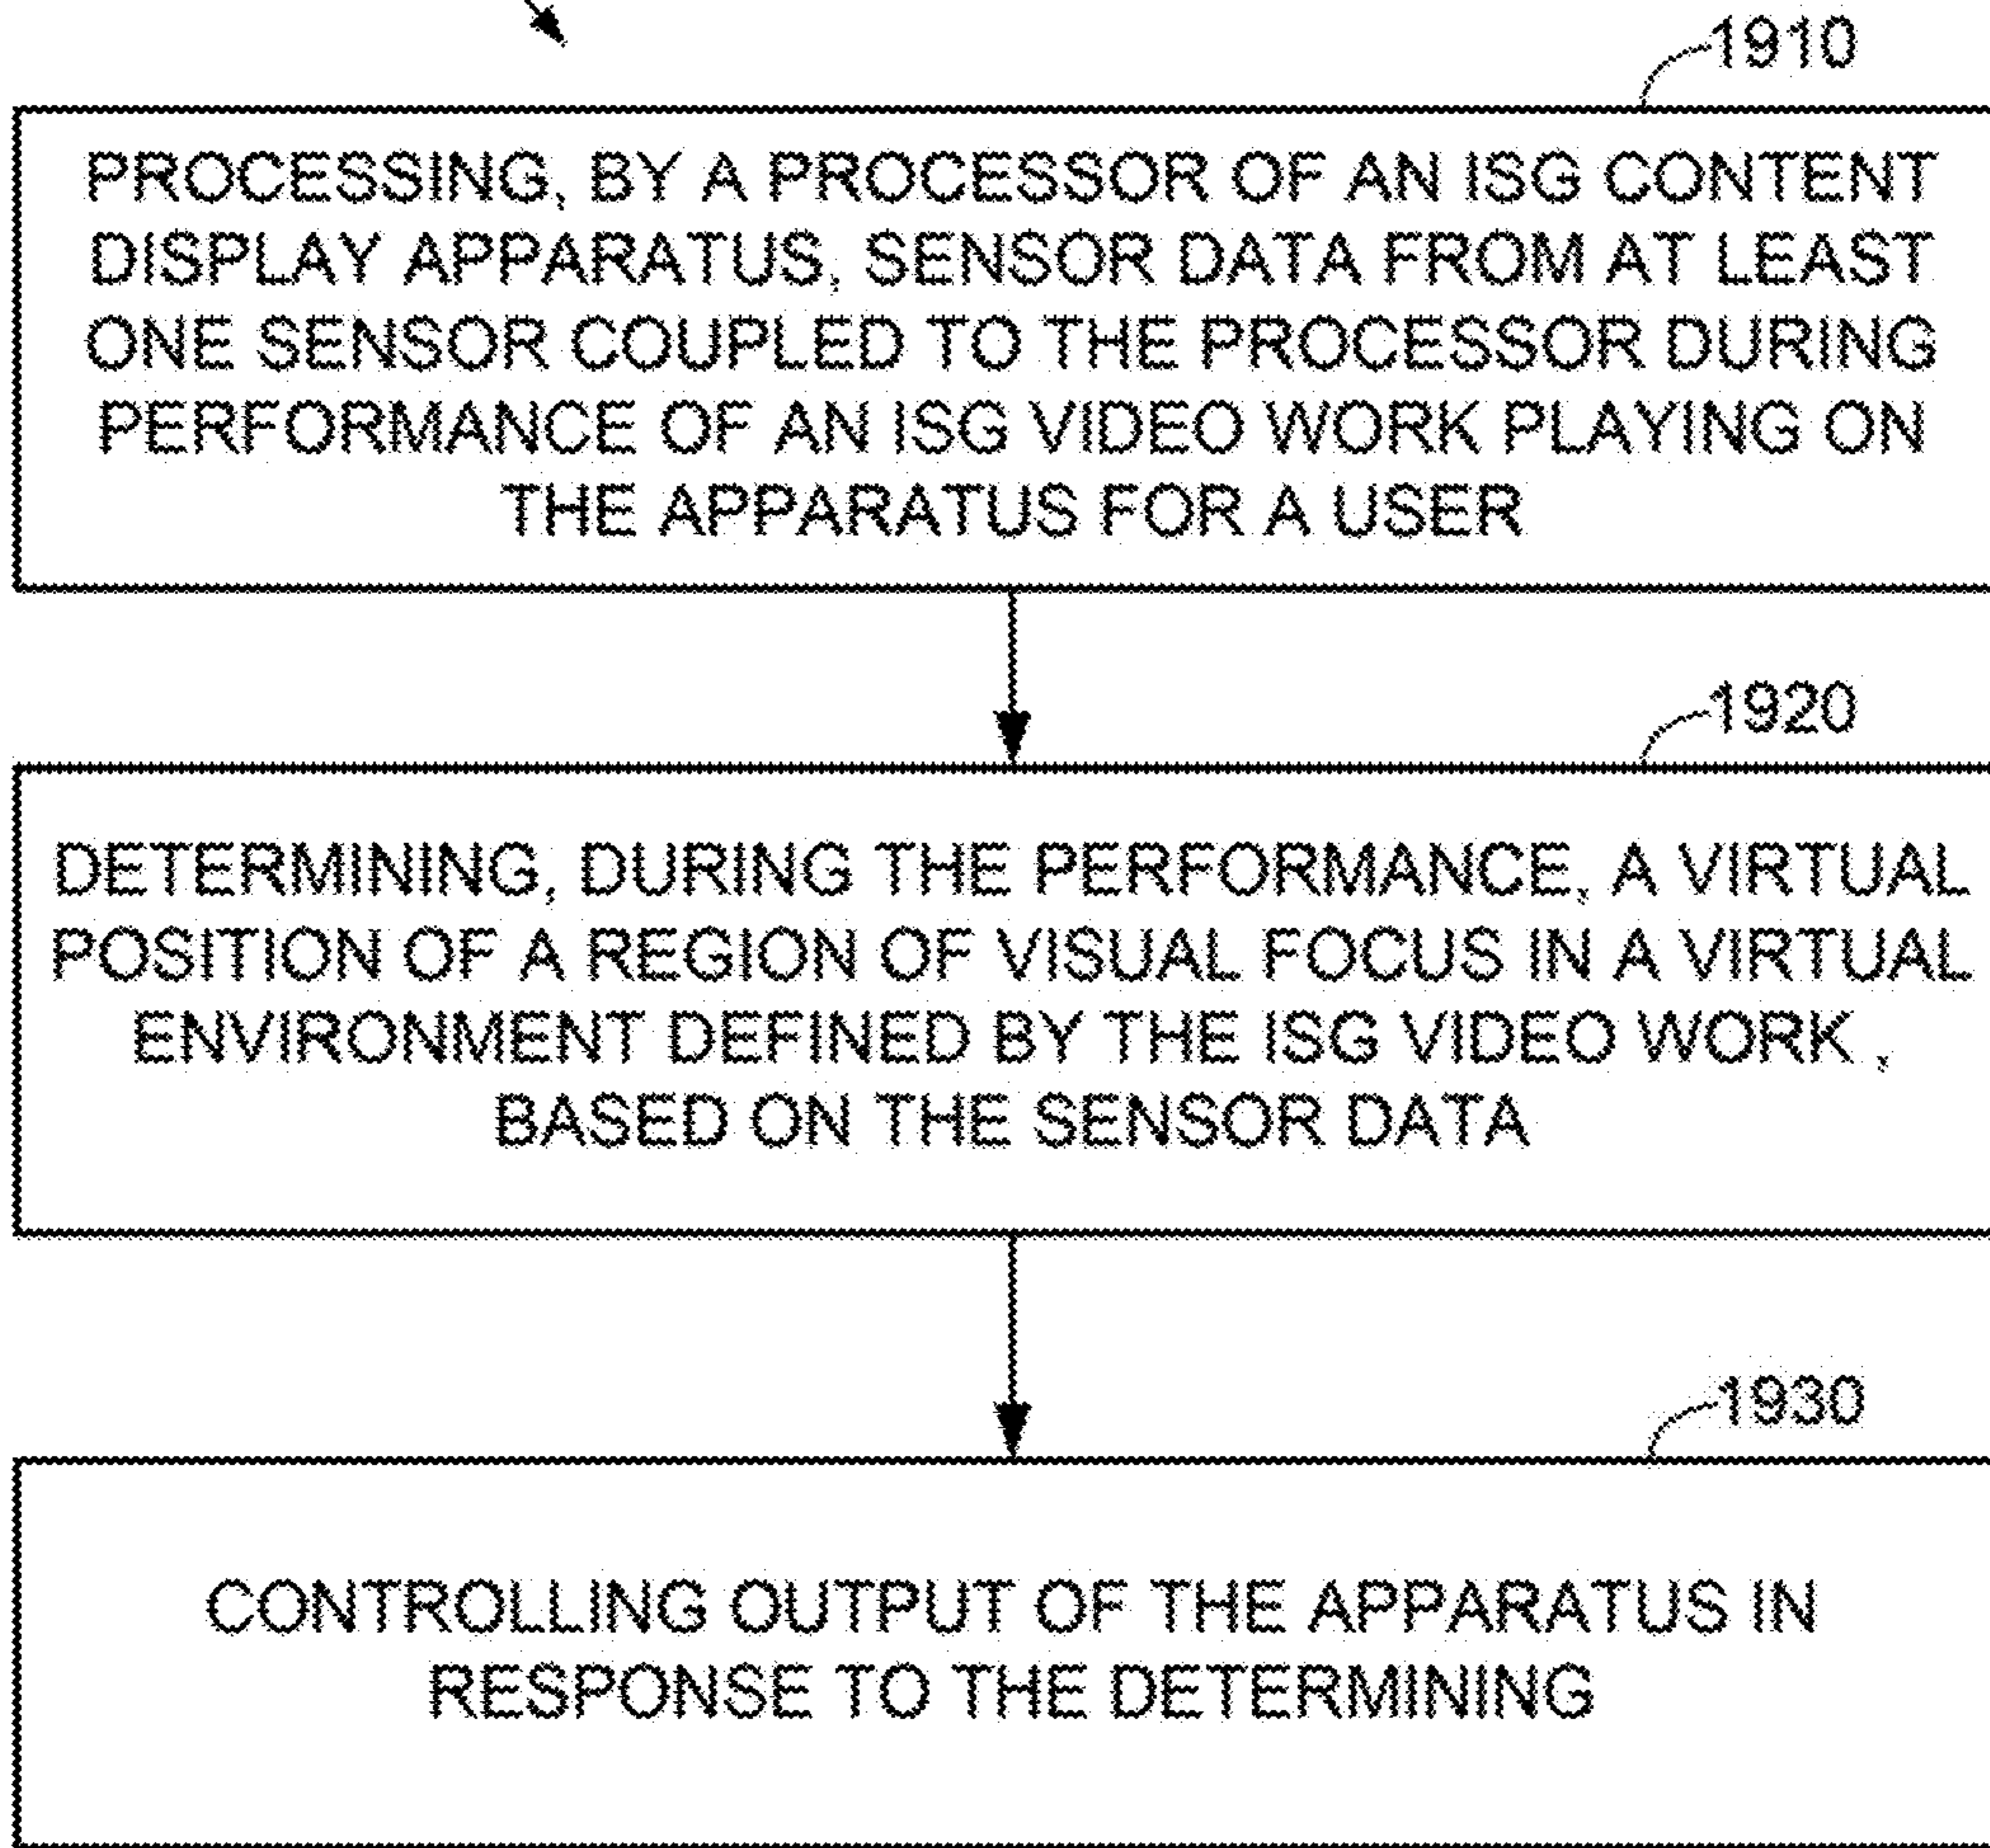 1910
PROCESSING, BY A PROCESSOR OF AN ISG CONTENT
DISPLAY APPARATUS, SENSOR DATA FROM AT LEAST
ONE SENSOR COUPLED TO THE PROCESSOR DURING
PERFORMANCE OF AN ISG VIDEO WORK PLAYING ON
THE APPARATUS FOR A USER
1920
DETERMINING, DURING THE PERFORMANCE, A VIRTUAL
POSITION OF A REGION OF VISUAL FOCUS IN A VIRTUAL
ENVIRONMENT DEFINED BY THE ISG VIDEO WORK ,
BASED ON THE SENSOR DATA
1930
CONTROLLING OUTPUT OF THE APPARATUS IN
RESPONSE TO THE DETERMINING